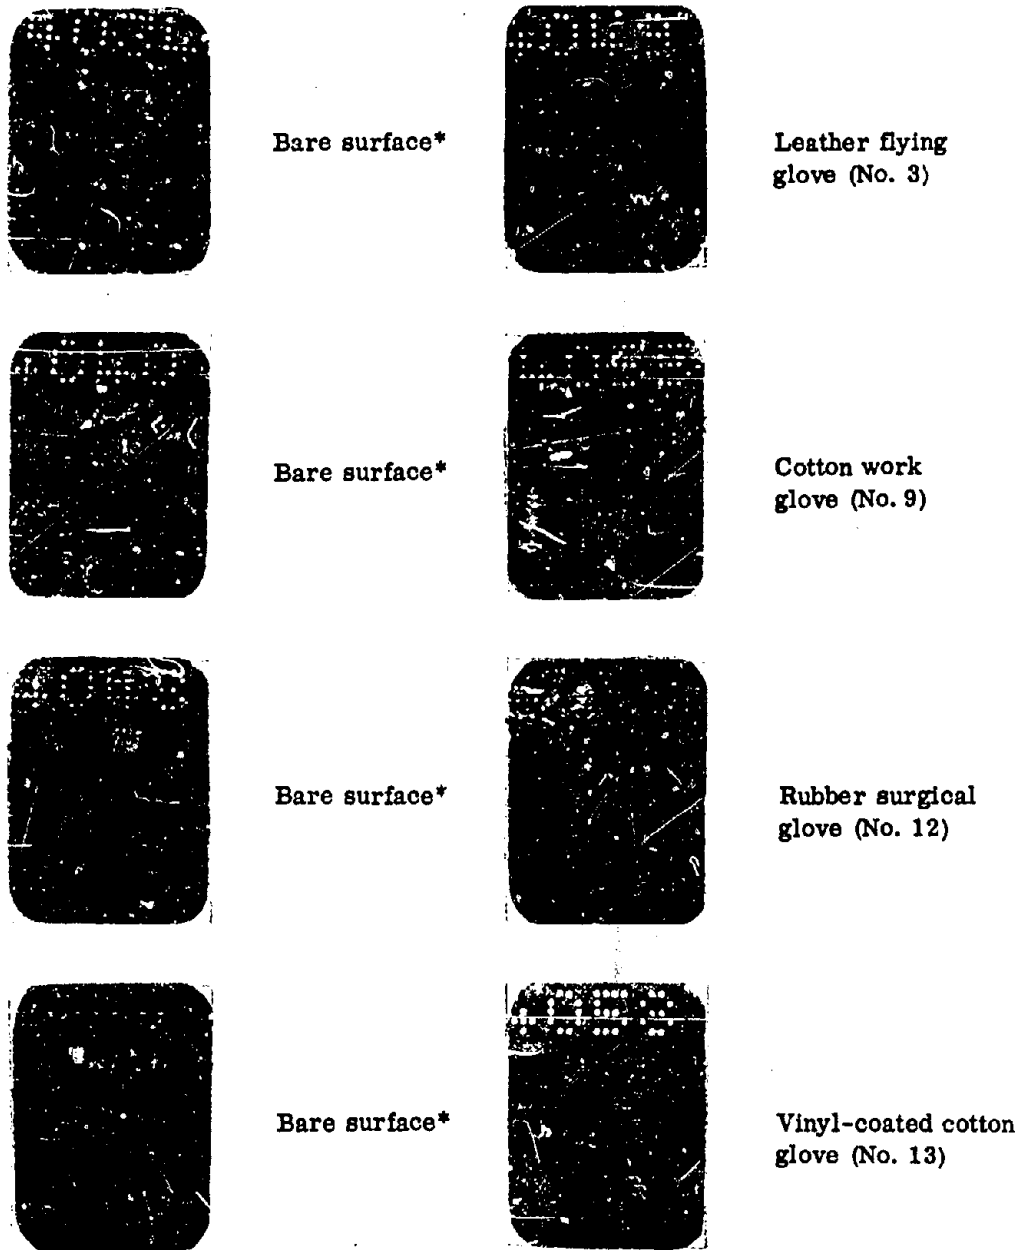 Bare surface*
Leather flying
glove (No. 3)
Bare surface*
Cotton work
glove (No. 9)
Bare surface*
Rubber surgical
glove (No. 12)
Bare surface*
Vinyl-coated cotton
glove (No. 13)